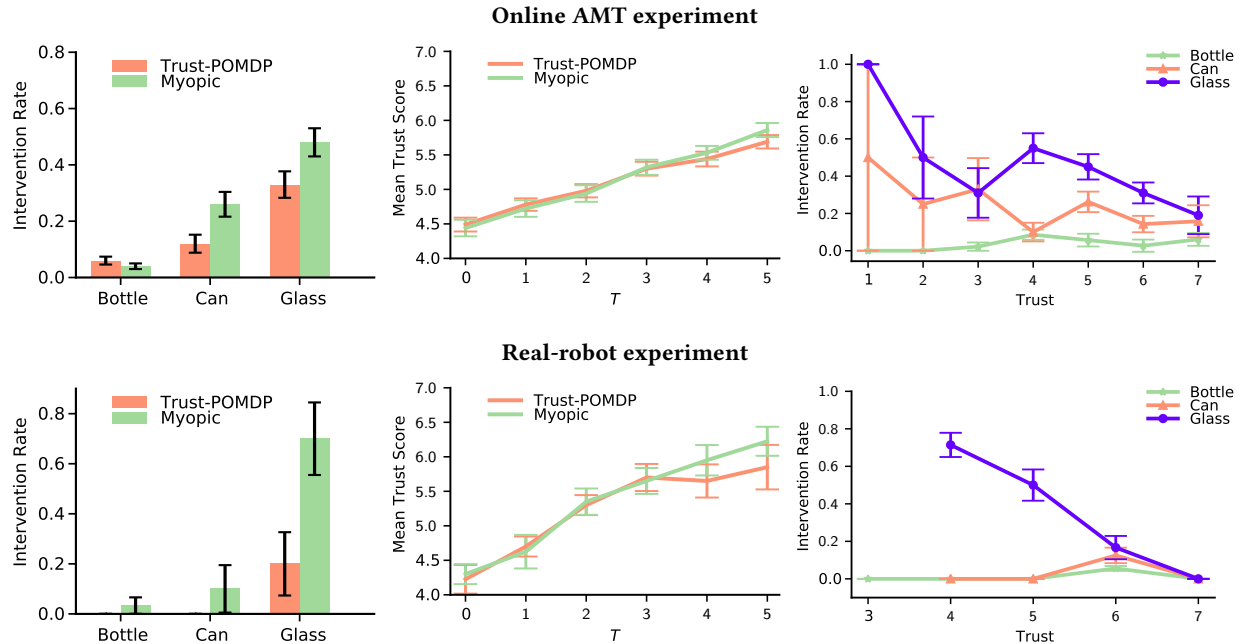 Online AMT experiment
Intervention Rate
0.8
0.6
0.4
0.2
0.0
Trust-POMDP
Myopic
Bottle Can Glass
Mean Trust Score
7.0
6.5
6.0
5.5
5.0
4.5
4.0
Trust-POMDP
Myopic
0 1 2 3 4 5
T
Intervention Rate
1.0
0.8
0.6
0.4
0.2
0.0
Bottle
Can
Glass
1 2 3 4 5 6 7
Trust
Real-robot experiment
Intervention Rate
0.8
0.6
0.4
0.2
0.0
Trust-POMDP
Myopic
Bottle Can Glass
Mean Trust Score
7.0
6.5
6.0
5.5
5.0
4.5
4.0
Trust-POMDP
Myopic
0 1 2 3 4 5
T
Intervention Rate
1.0
0.8
0.6
0.4
0.2
0.0
Bottle
Can
Glass
3 4 5 6 7
Trust